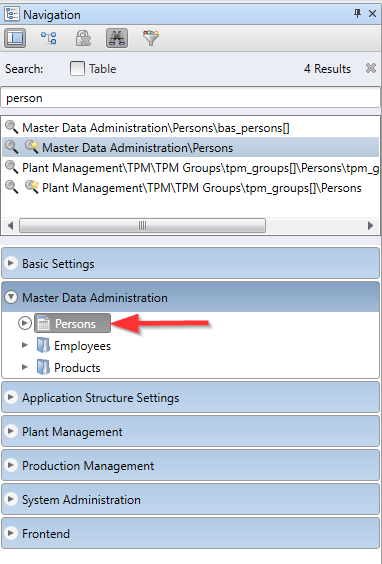 Navigation
Search: Table 4 Results
person
Master Data Administration\Persons\bas_persons[]
Master Data Administration\Persons
Plant Management\TPM\TPM Groups\tpm_groups[]\Persons\tpm_g
Plant Management\TPM\TPM Groups\tpm_groups[]\Persons
Basic Settings
Master Data Administration
Persons
Employees
Products
Application Structure Settings
Plant Management
Production Management
System Administration
Frontend